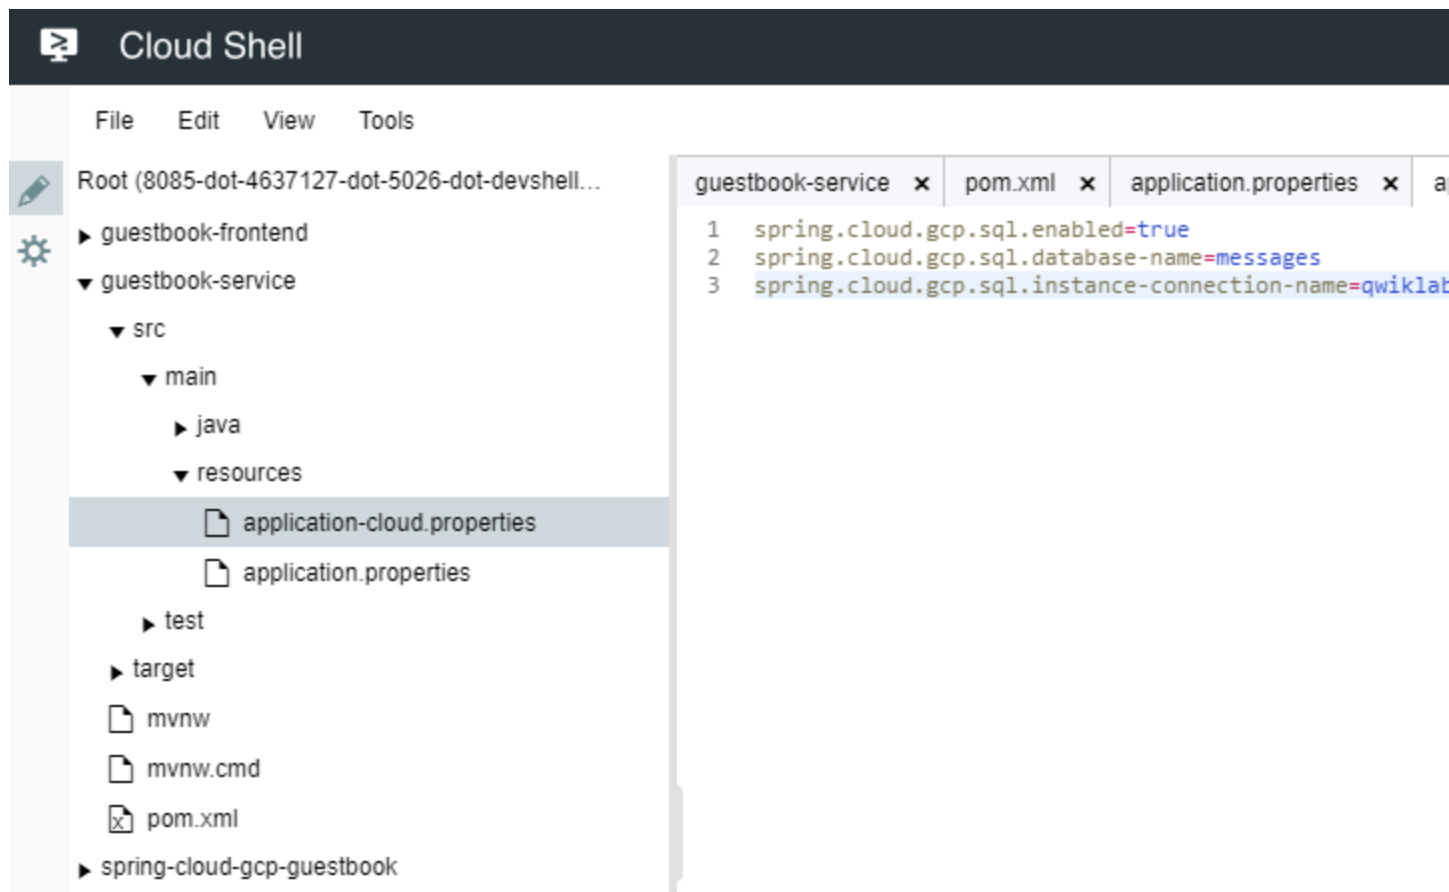 Cloud Shell
File Edit View Tools
Root (8085-dot-4637127-dot-5026-dot-devshell...
guestbook-frontend
guestbook-service
src
main
java
resources
application-cloud.properties
application.properties
test
target
mvnw
mvnw.cmd
pom.xml
spring-cloud-gcp-guestbook
guestbook-service × pom.xml × application.properties ×
1 spring.cloud.gcp.sql.enabled=true
2 spring.cloud.gcp.sql.database-name=messages
3 spring.cloud.gcp.sql.instance-connection-name=qwiklab